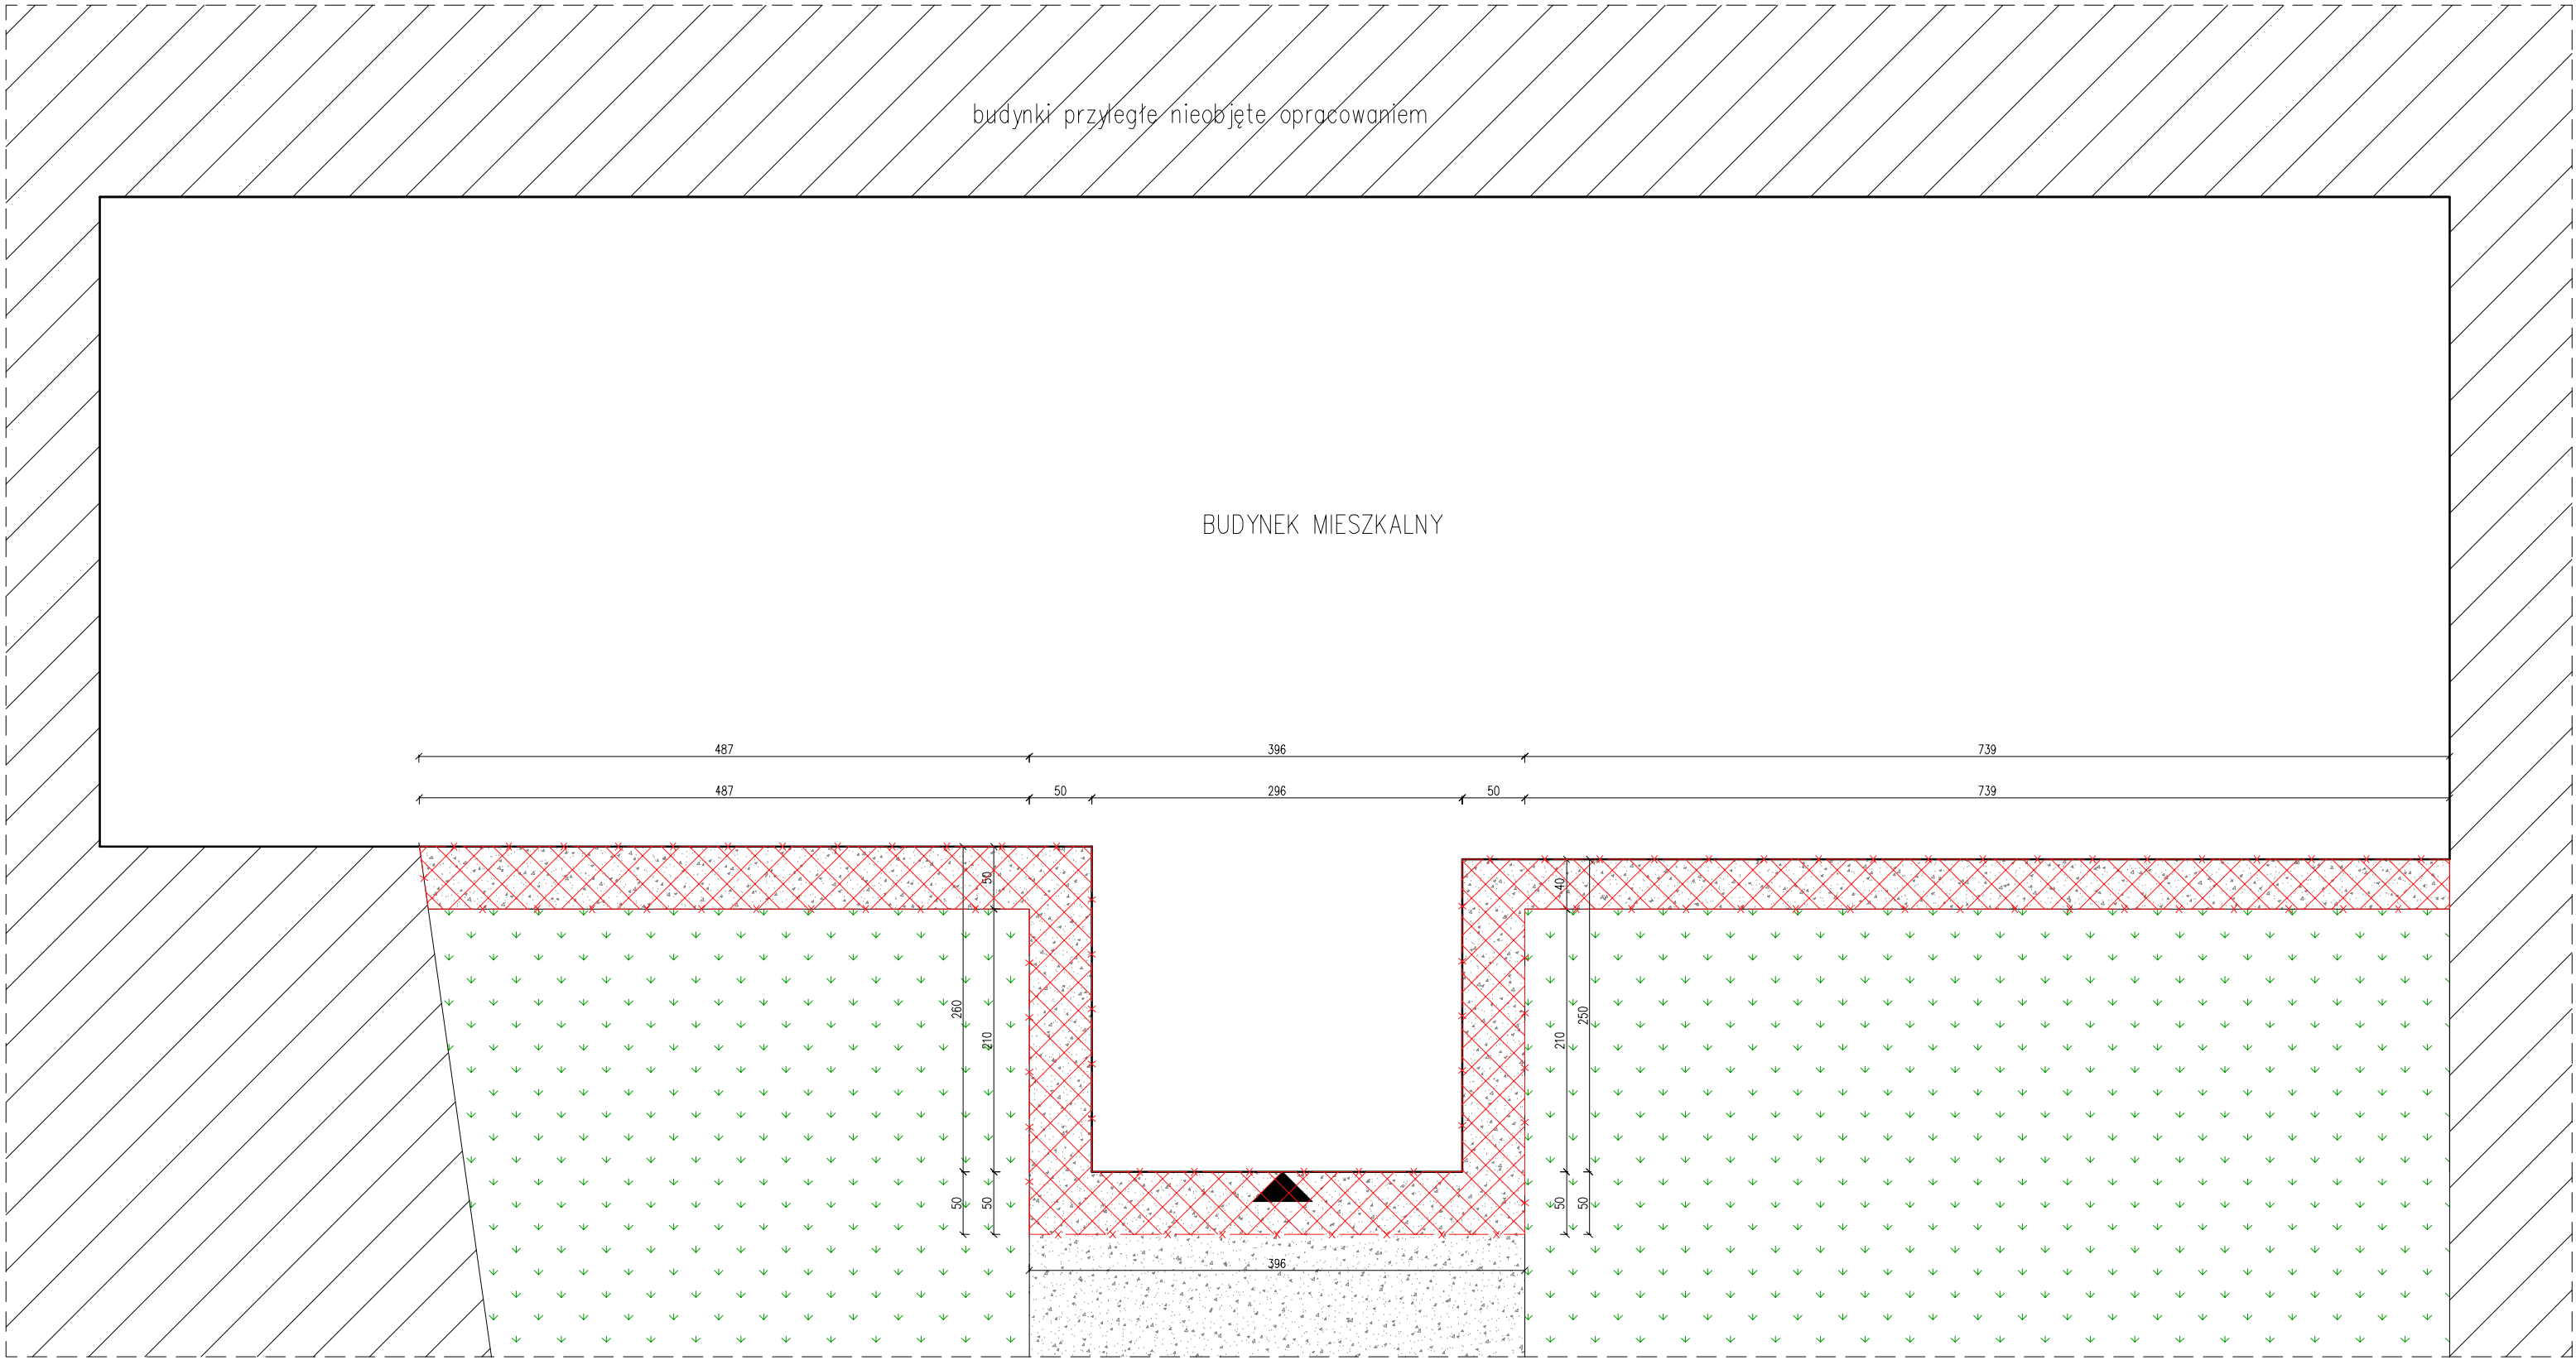 budynki przyległe nieobjęte opracowaniem
BUDYNEK MIESZKALNY
487 396 739
487 50 296 50 739
50 40
260 210 210 250
50 50 50 50
396